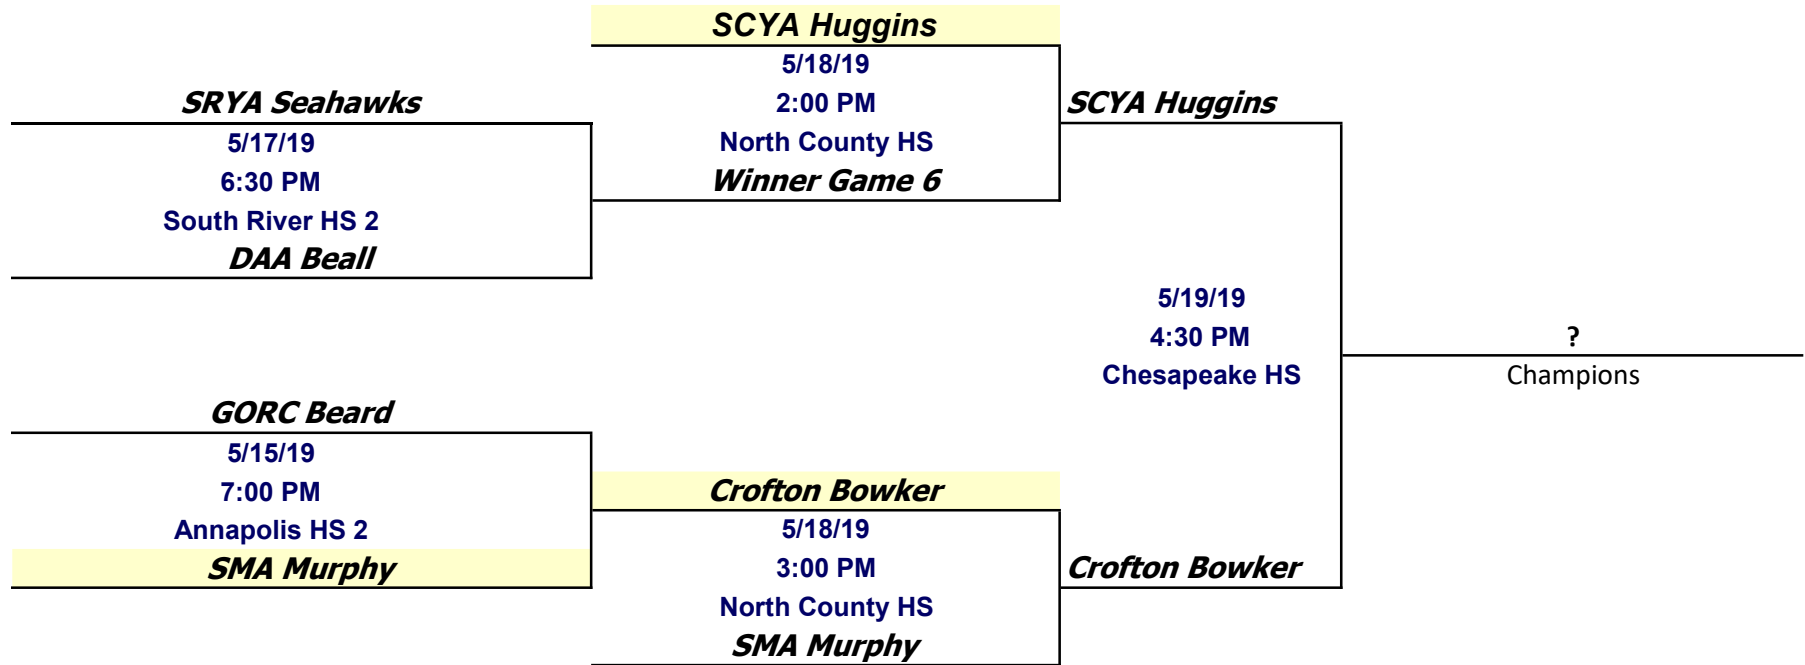 SCYA Huggins
5/18/19
SRYA Seahawks
2:00 PM
SCYA Huggins
5/17/19
North County HS
6:30 PM
Winner Game 6
South River HS 2
DAA Beall
5/19/19
4:30 PM
?
Chesapeake HS
Champions
GORC Beard
5/15/19
7:00 PM
Crofton Bowker
Annapolis HS 2
5/18/19
SMA Murphy
3:00 PM
Crofton Bowker
North County HS
SMA Murphy